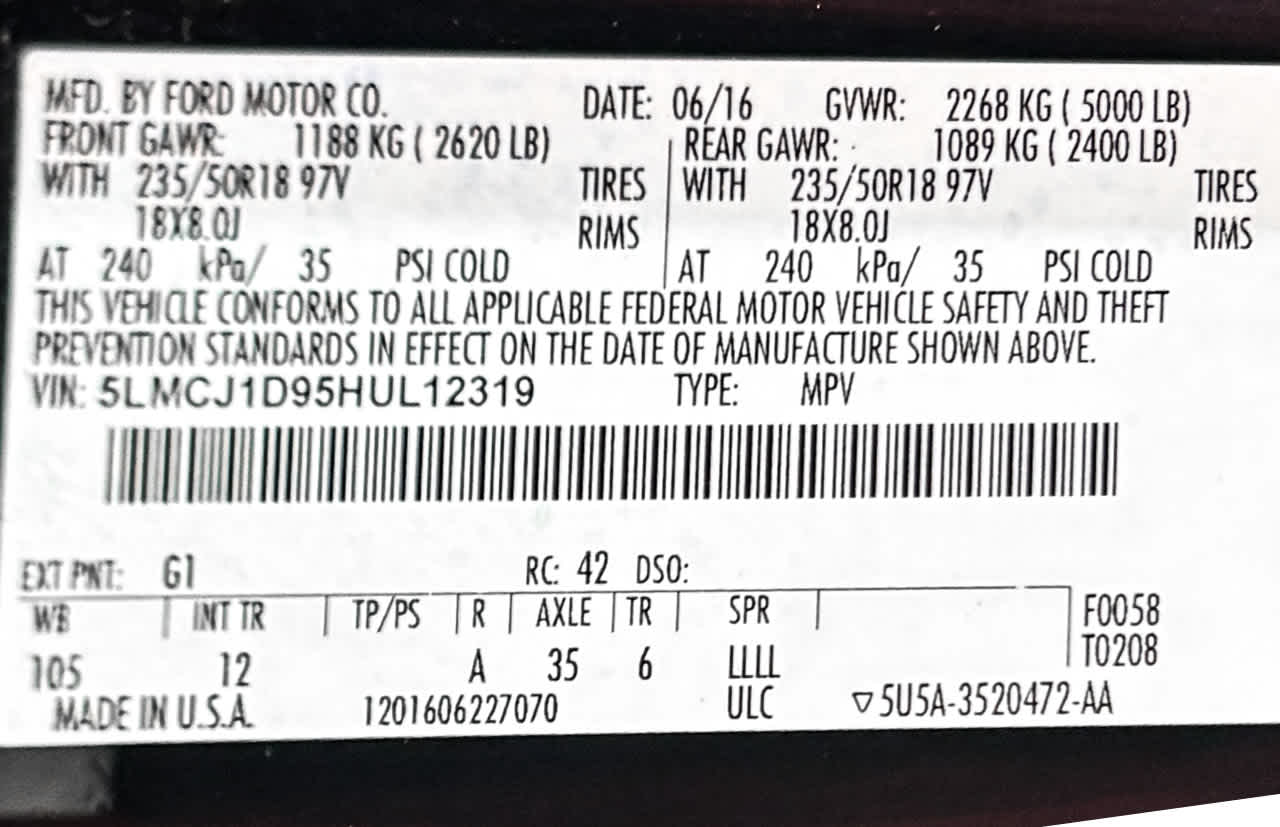 MFD. BY FORD MOTOR CO. DATE: 06/16 GVWR: 2268 KG ( 5000 LB)
FRONT GAWR: 1188 KG ( 2620 LB) REAR GAWR: 1089 KG ( 2400 LB)
WITH 235/50R18 97V TIRES WITH 235/50R18 97V TIRES
18X8.0J RIMS 18X8.0J RIMS
AT 240 kPa/ 35 PSI COLD AT 240 kPa/ 35 PSI COLD
THIS VEHICLE CONFORMS TO ALL APPLICABLE FEDERAL MOTOR VEHICLE SAFETY AND THEFT
PREVENTION STANDARDS IN EFFECT ON THE DATE OF MANUFACTURE SHOWN ABOVE.
VIN: 5LMCJ1D95HUL12319 TYPE: MPV
EXT PNT: G1 RC: 42 DSO:
WB INT TR TP/PS R AXLE TR SPR F0058
T0208
105 12 A 35 6 LLLL
MADE IN U.S.A. 1201606227070 ULC ▽5U5A-3520472-AA